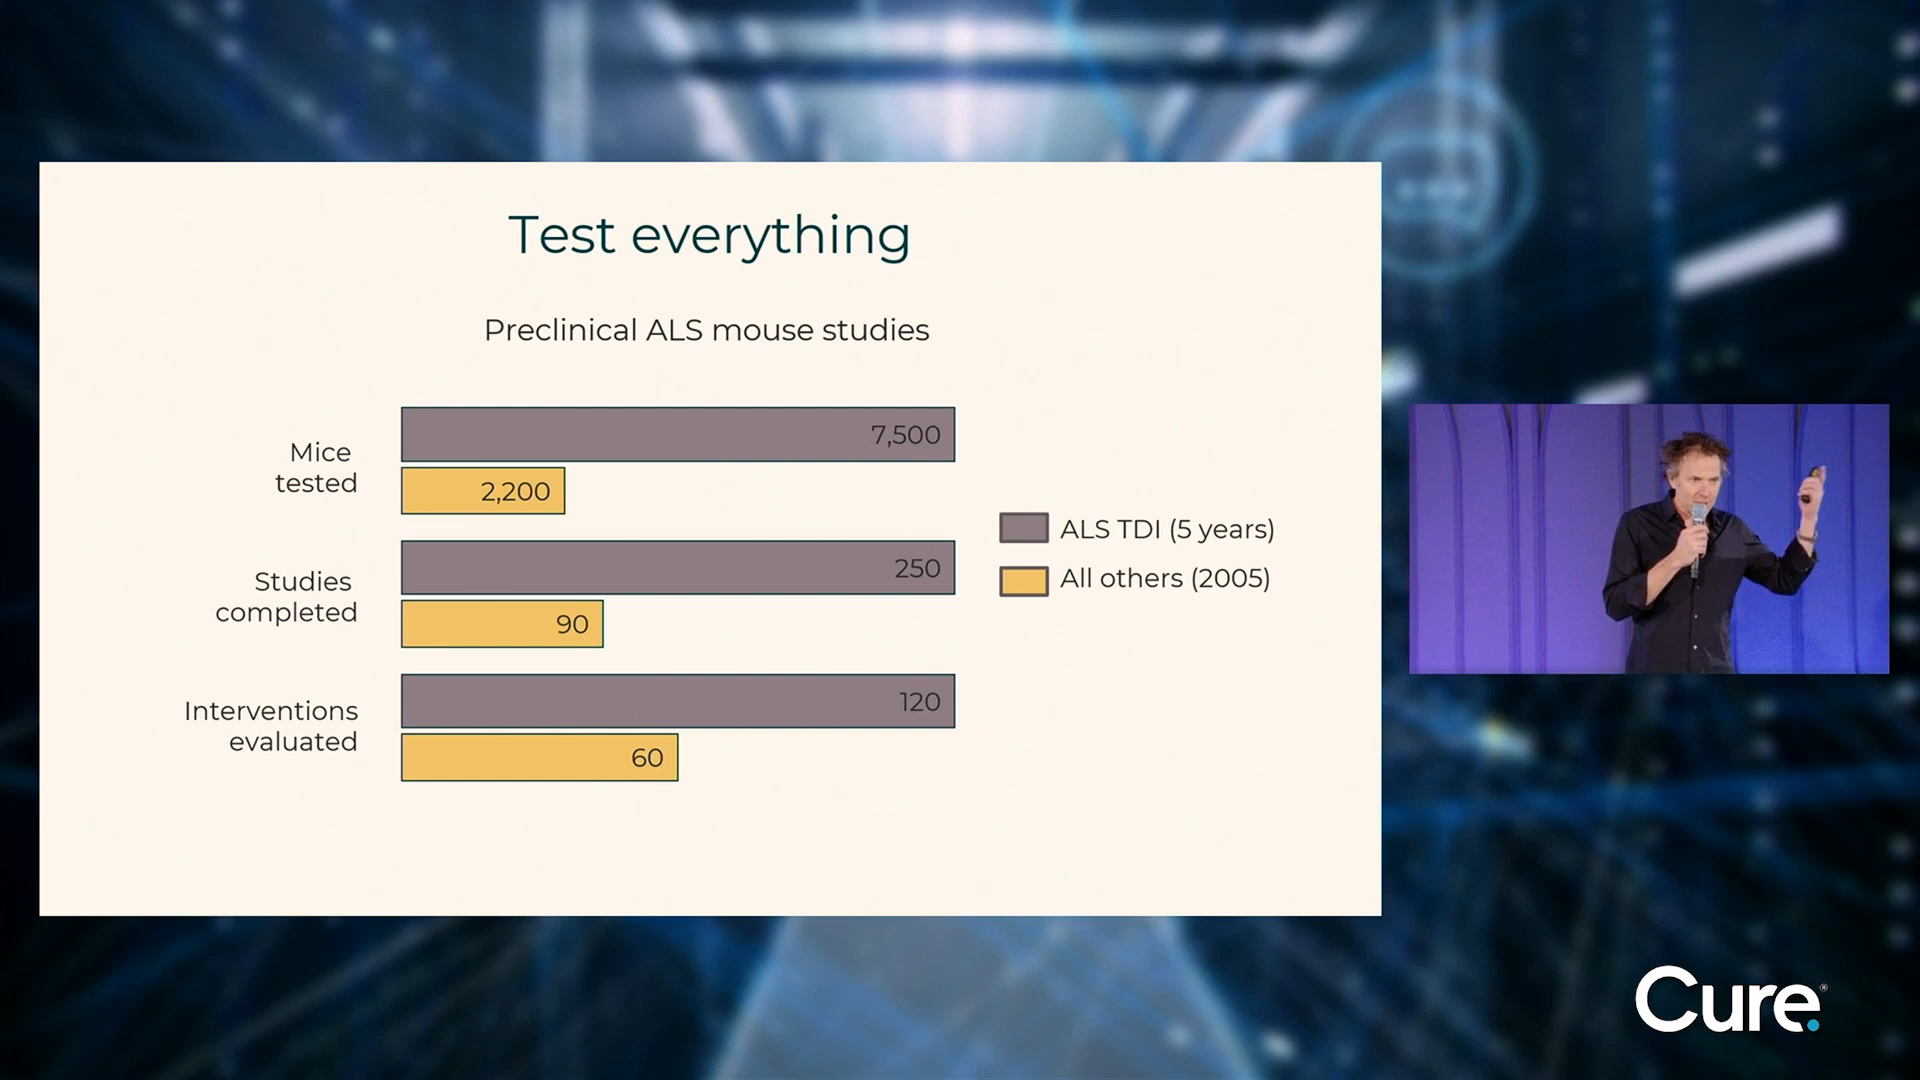 Test everything
Preclinical ALS mouse studies
Mice
tested
7,500
2,200
Studies
completed
250
90
Interventions
evaluated
120
60
ALS TDI (5 years)
All others (2005)
Cure.®